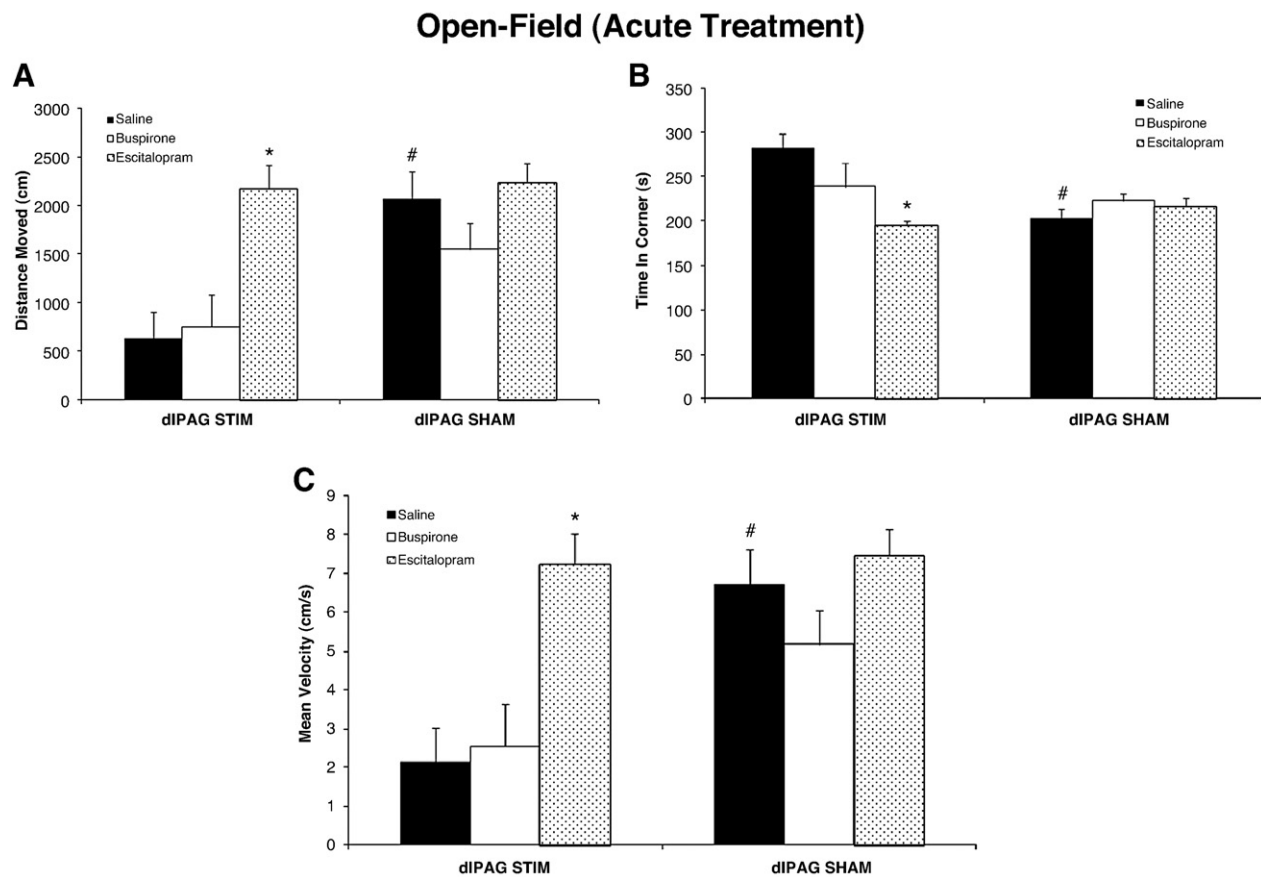 Open-Field (Acute Treatment)
A
3000
2500
2000
1500
1000
500
0
Distance Moved (cm)
Saline
Buspirone
Escitalopram
*
#
dlPAG STIM
dlPAG SHAM
B
350
300
250
200
150
100
50
0
Time In Corner (s)
Saline
Buspirone
Escitalopram
*
#
dlPAG STIM
dlPAG SHAM
C
9
8
7
6
5
4
3
2
1
0
Mean Velocity (cm/s)
Saline
Buspirone
Escitalopram
*
#
dlPAG STIM
dlPAG SHAM